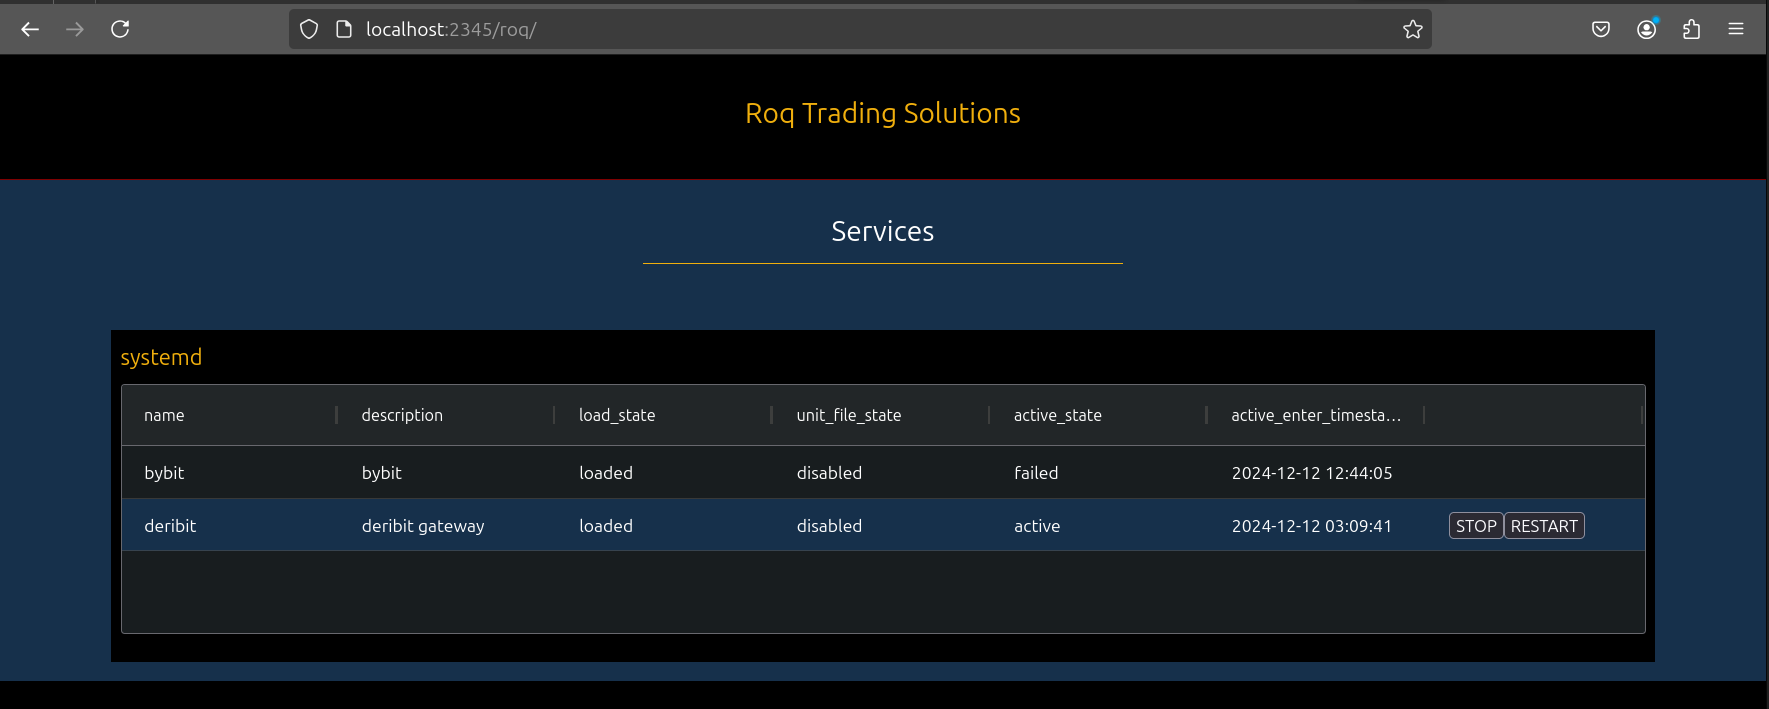 localhost:2345/roq/
Roq Trading Solutions
Services
systemd
name description load_state unit_file_state active_state active_enter_timesta...
bybit bybit loaded disabled failed 2024-12-12 12:44:05
deribit deribit gateway loaded disabled active 2024-12-12 03:09:41 STOP RESTART